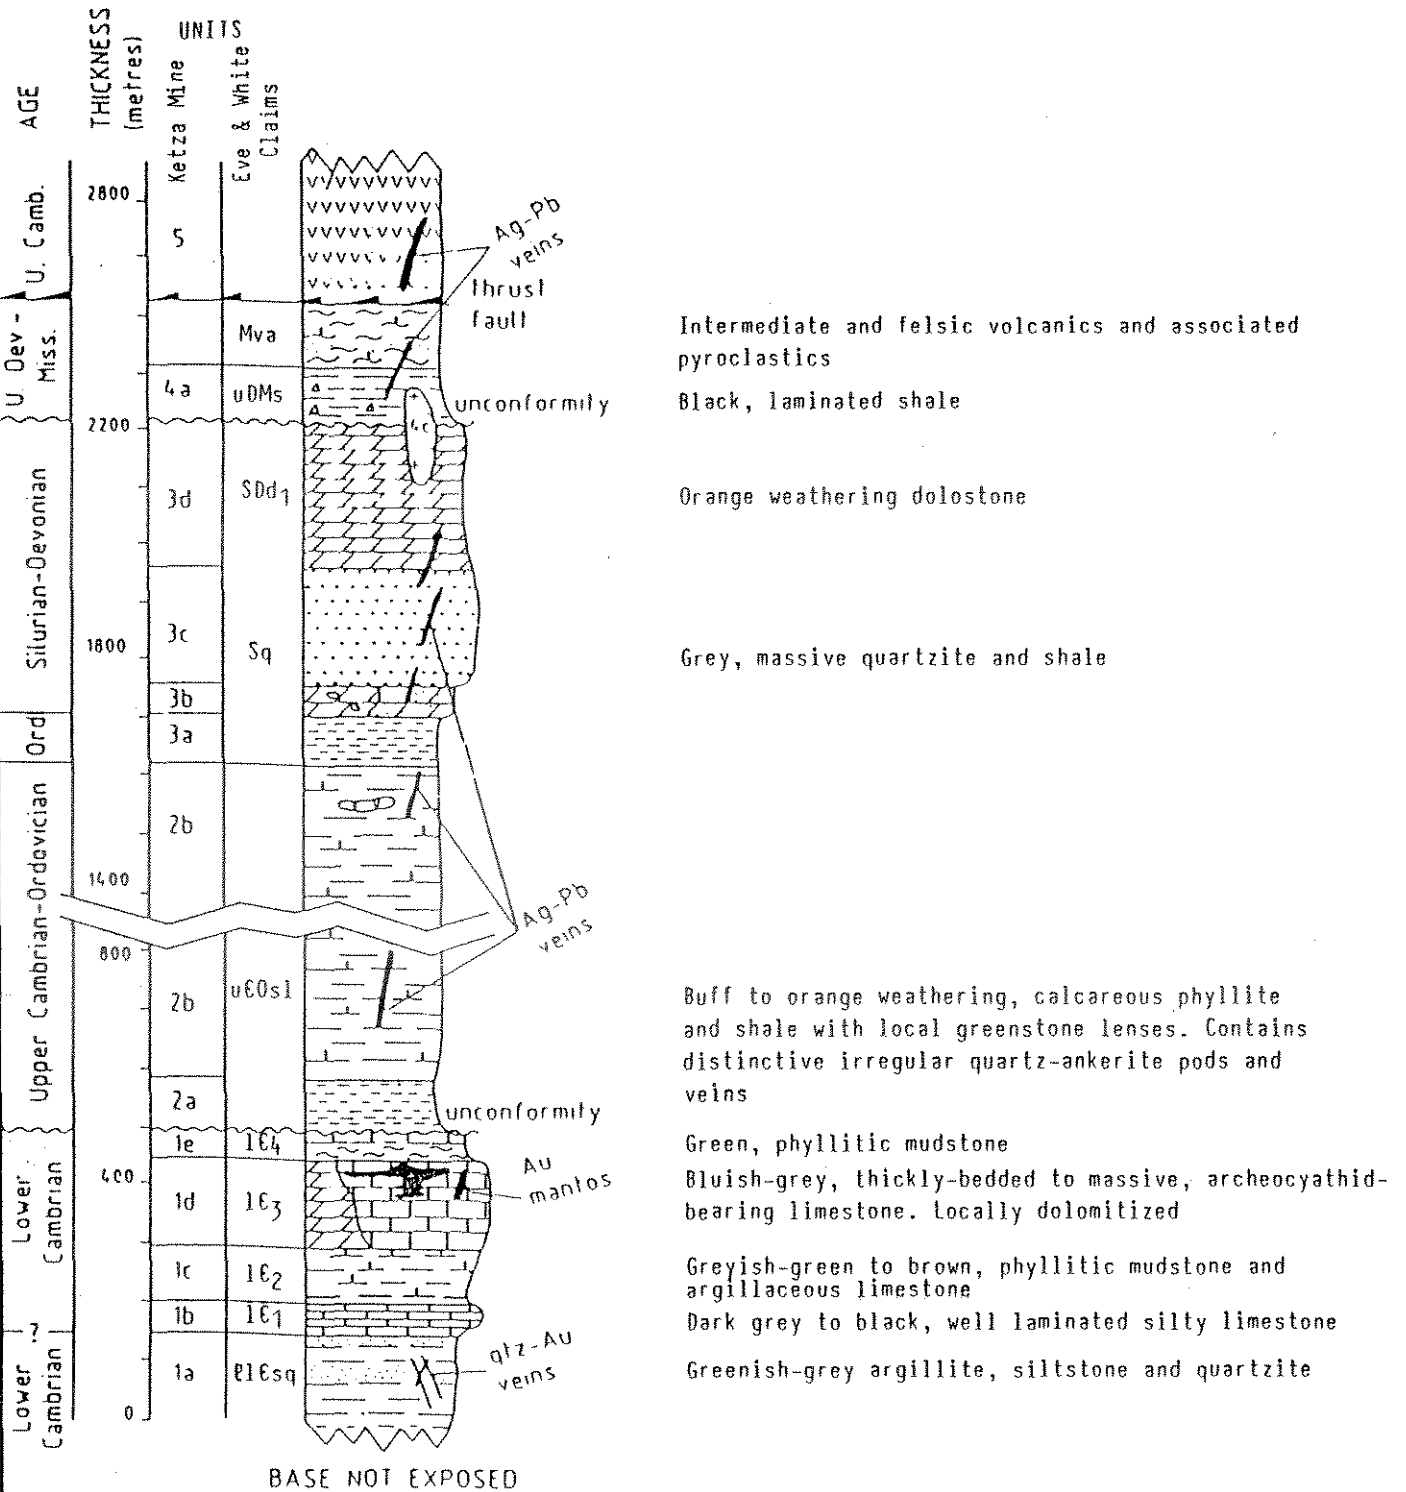 AGE
THICKNESS
(metres)
UNITS
Ketza Mine
Eve & White
Claims
U. Camb.
2800
5
Ag-Pb
veins
thrust
fault
U. Dev -
Miss.
Mva
Intermediate and felsic volcanics and associated
pyroclastics
4a
uDMs
unconformity
Black, laminated shale
2200
4c
Silurian-Devonian
3d
SDd1
Orange weathering dolostone
1800
3c
Sq
Grey, massive quartzite and shale
3b
Ord
3a
Upper Cambrian-Ordovician
2b
1400
Ag-Pb
veins
800
2b
uЄOsl
Buff to orange weathering, calcareous phyllite
and shale with local greenstone lenses. Contains
distinctive irregular quartz-ankerite pods and
veins
2a
unconformity
Lower
Cambrian
1e
lЄ4
Green, phyllitic mudstone
400
1d
lЄ3
Au
mantos
Bluish-grey, thickly-bedded to massive, archeocyathid-
bearing limestone. Locally dolomitized
1c
lЄ2
Greyish-green to brown, phyllitic mudstone and
argillaceous limestone
1b
lЄ1
Dark grey to black, well laminated silty limestone
?
Lower
Cambrian
1a
PlЄsq
qtz-Au
veins
Greenish-grey argillite, siltstone and quartzite
0
BASE NOT EXPOSED